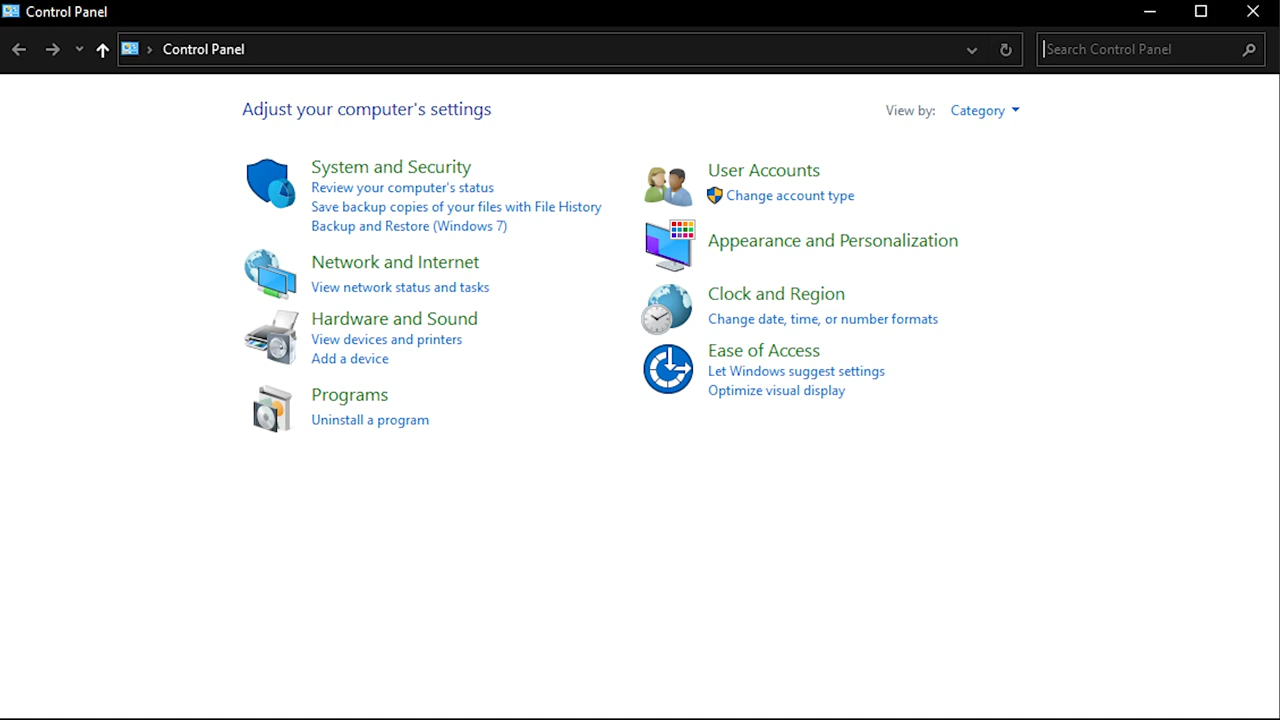 Control Panel
Control Panel
Search Control Panel
Adjust your computer's settings
View by: Category
System and Security
Review your computer's status
Save backup copies of your files with File History
Backup and Restore (Windows 7)
Network and Internet
View network status and tasks
Hardware and Sound
View devices and printers
Add a device
Programs
Uninstall a program
User Accounts
Change account type
Appearance and Personalization
Clock and Region
Change date, time, or number formats
Ease of Access
Let Windows suggest settings
Optimize visual display